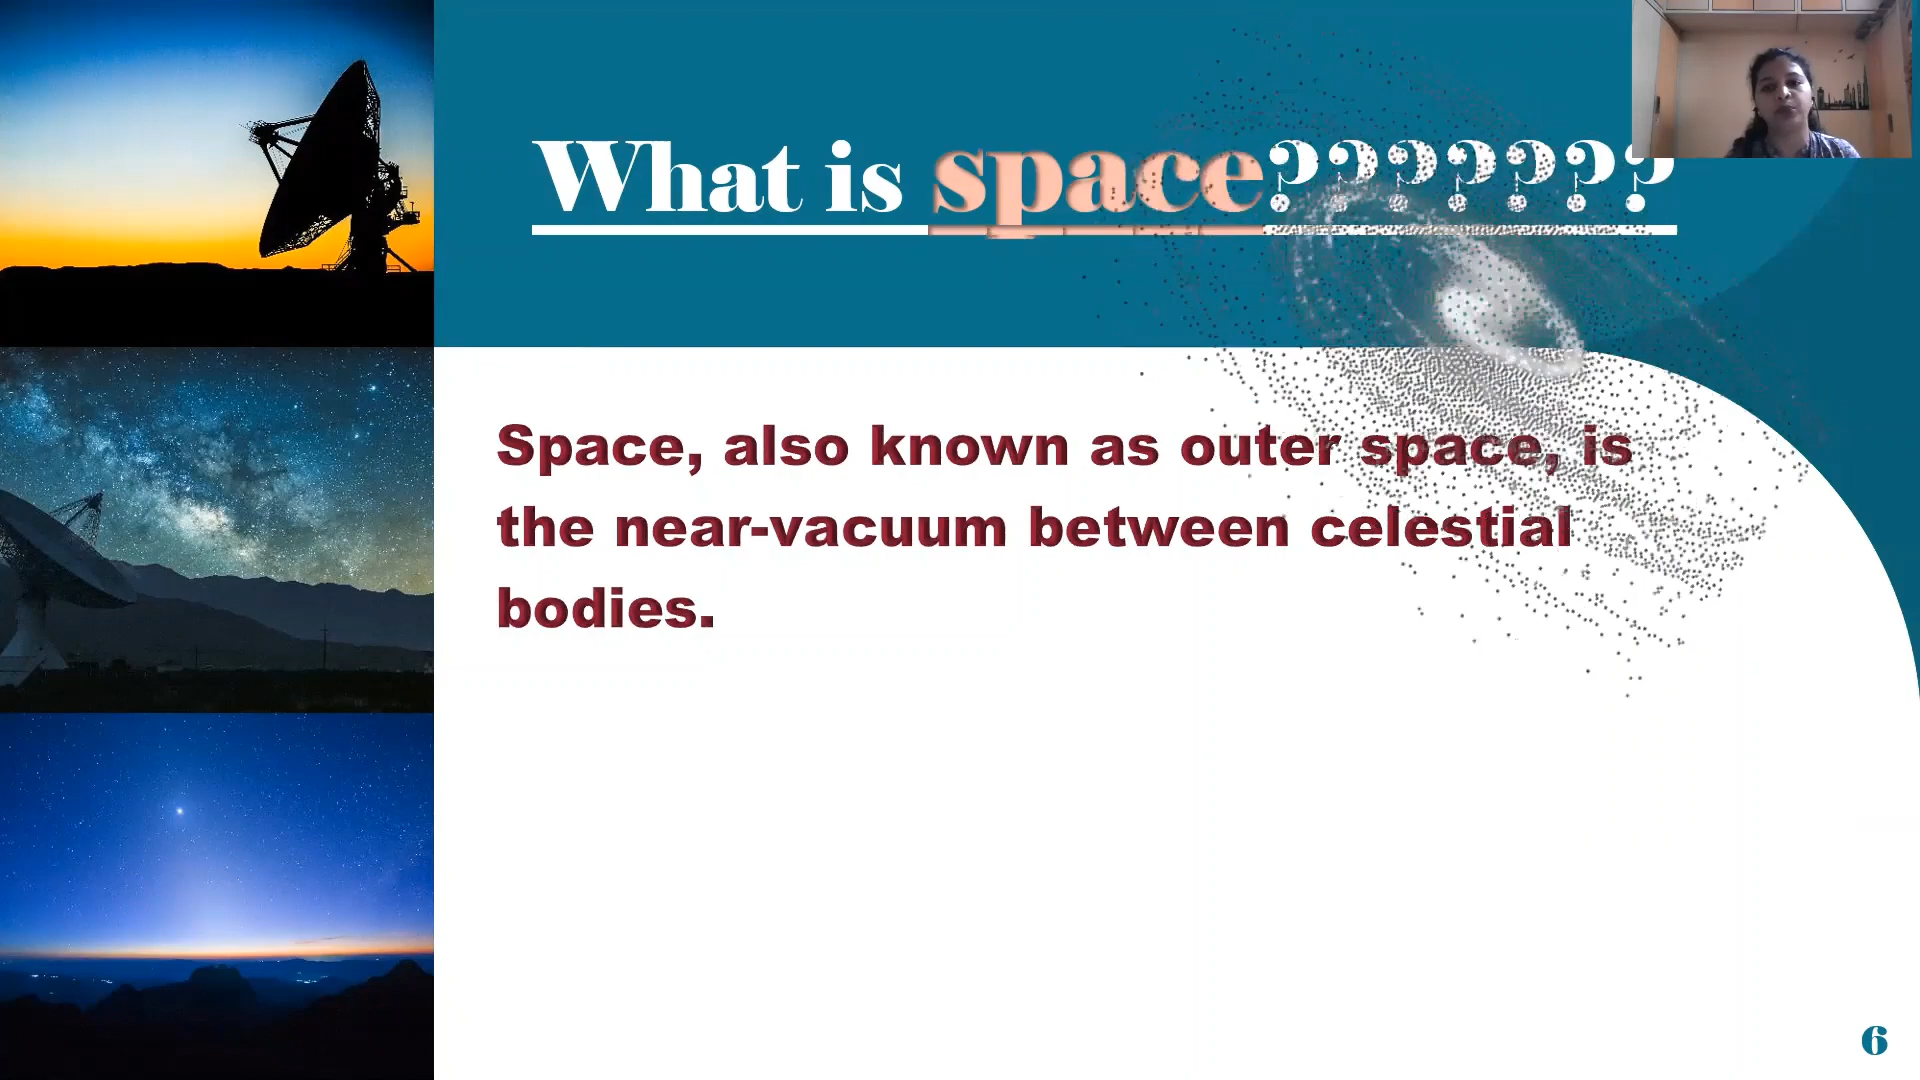 What is space???????
Space, also known as outer space, is
the near-vacuum between celestial
bodies.
6